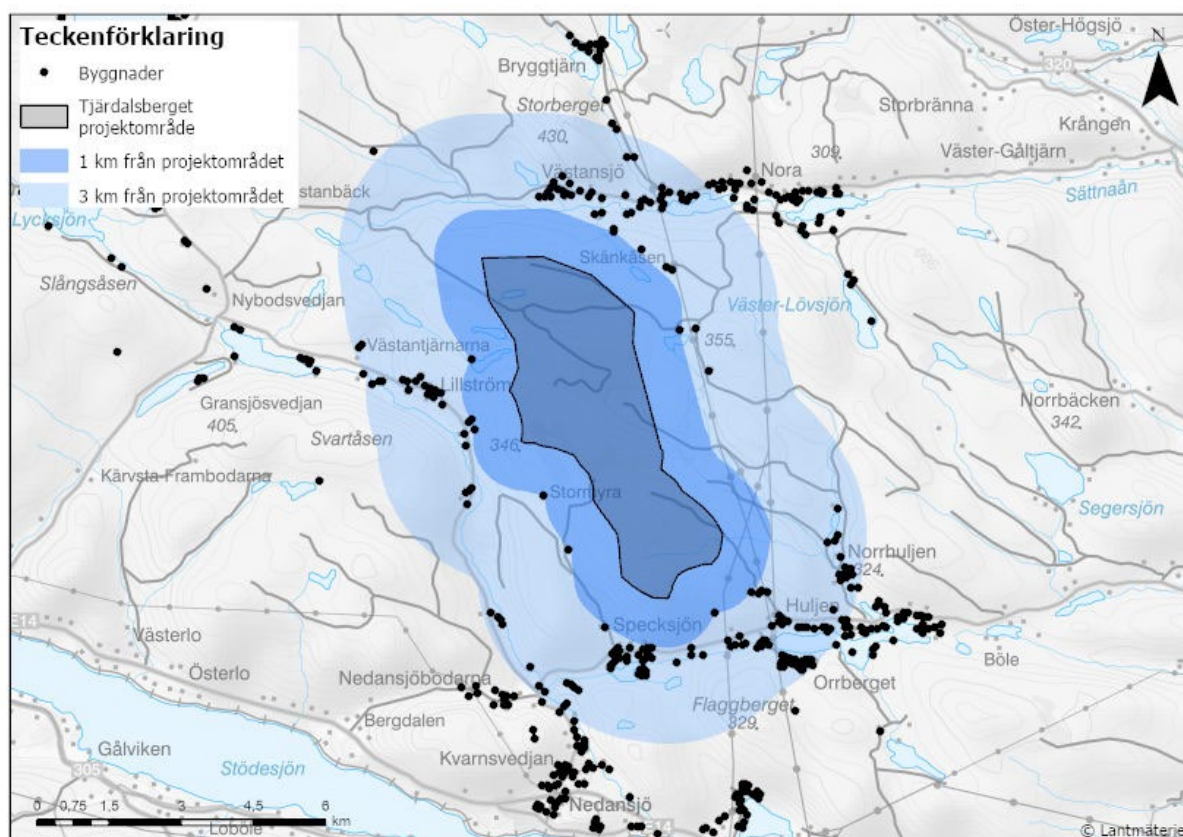 Teckenförklaring
Byggnader
Tjärdalsberget
projektområde
1 km från projektområdet
3 km från projektområdet
N
Öster-Högsjö
320
Bryggtjärn
Storberget
430
Storbränna
Krången
309
Väster-Gåltjärn
Västansjö
Nora
Sättnaån
stanbäck
Lycksjön
Skänkåsen
Slångsåsen
Nybodsvedjan
Väster-Lövsjön
355
Västantjärnarna
Lillström
Gransjösvedjan
405
Norrbäcken
342
Svartåsen
346
Kärvsta-Frambodarna
Stormyra
Segersjön
Norrhuljen
324
E14
Huljen
Specksjön
Västerlo
Böle
Österlo
Nedansjöbodarna
Orrberget
Flaggberget
329
Bergdalen
Gålviken
Kvarnsvedjan
305
Stödesjön
0 0,75 1,5 3 4,5 6
km
Nedansjö
E14
Lobole
© Lantmäterie